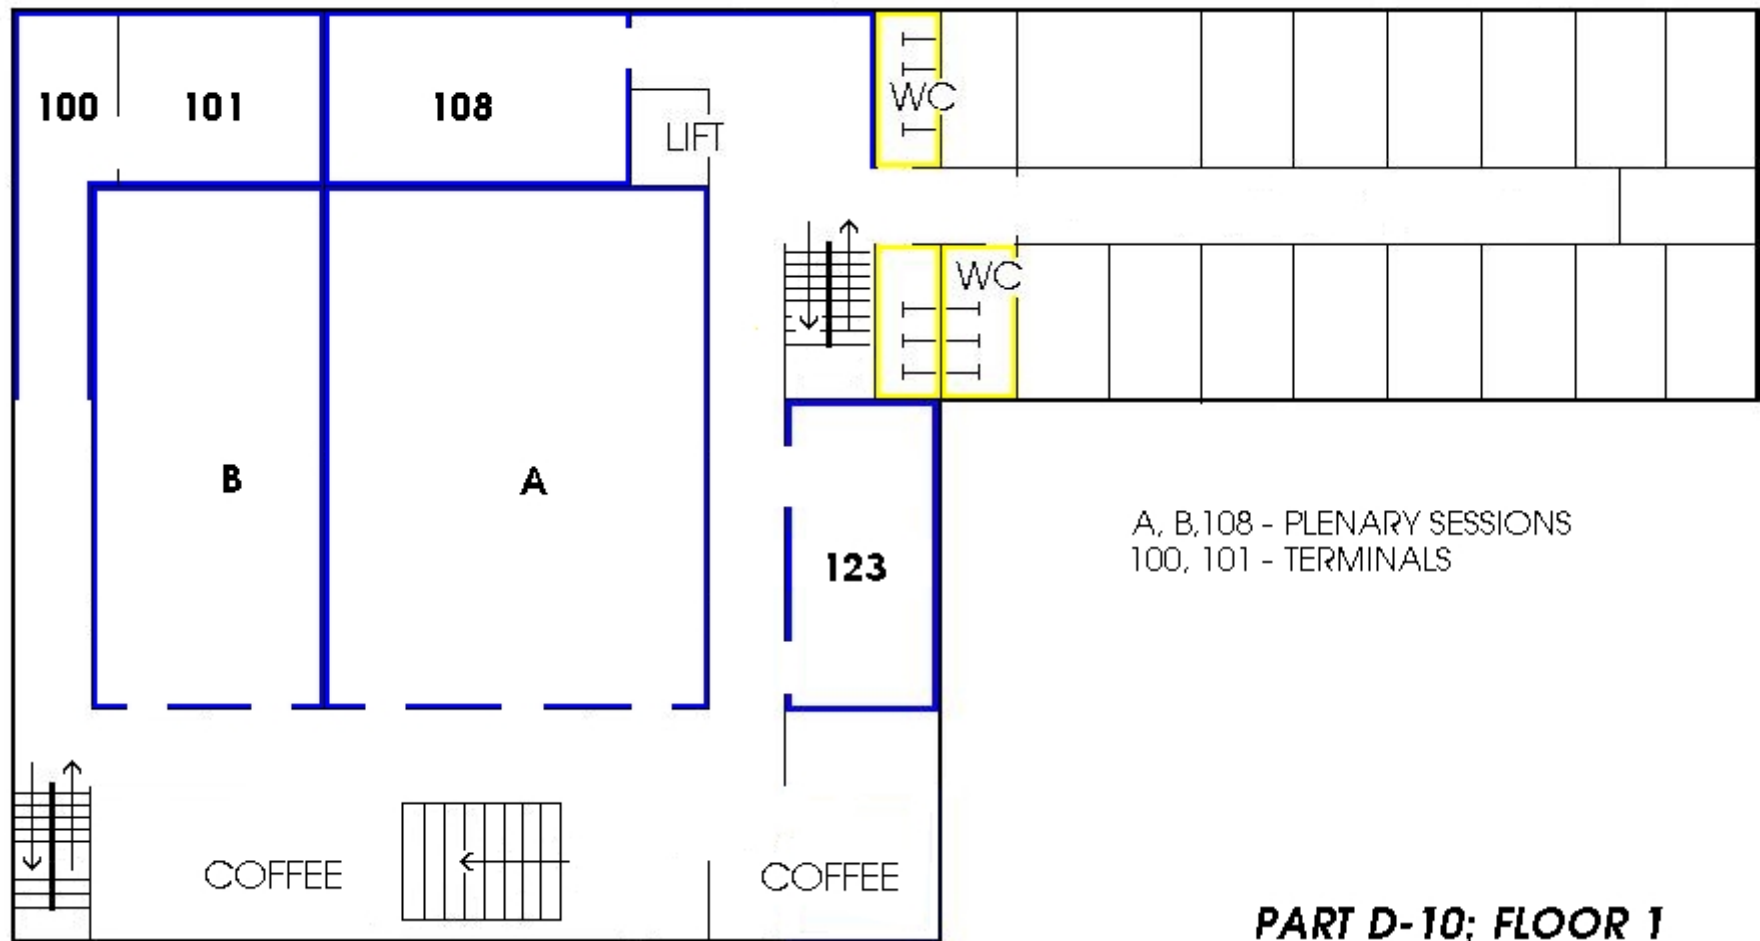 100
101
108
WC
LIFT
WC
B
A
123
A, B,108 - PLENARY SESSIONS
100, 101 - TERMINALS
COFFEE
COFFEE
PART D-10; FLOOR 1